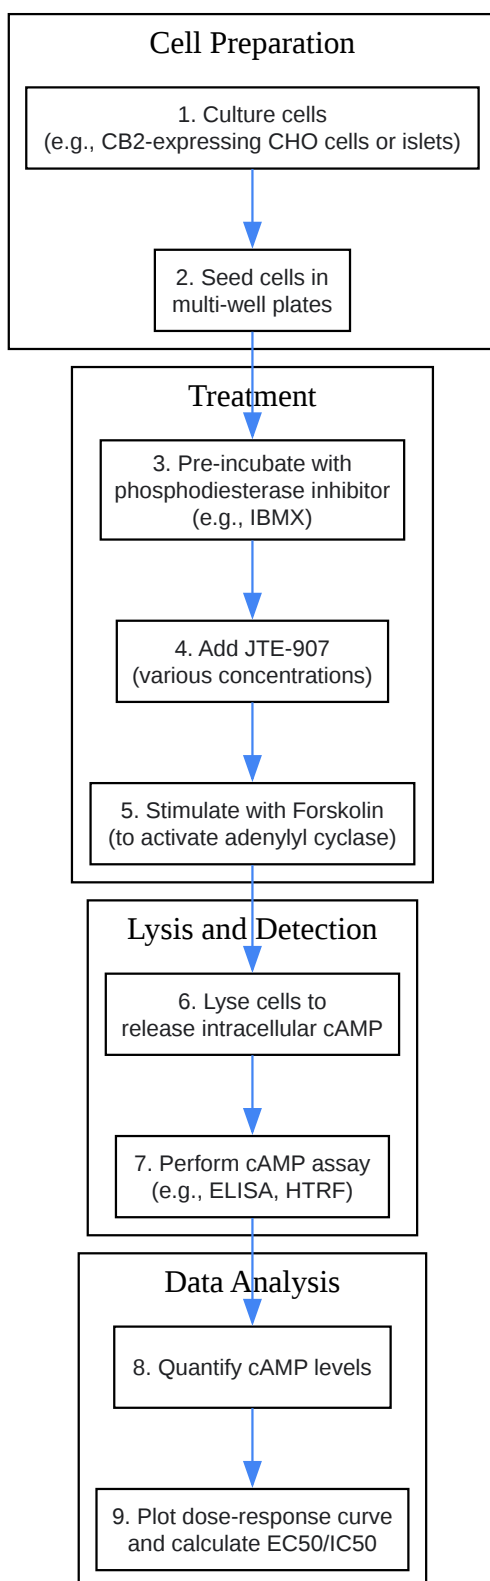 Cell Preparation
1. Culture cells
(e.g., CB2-expressing CHO cells or islets)
2. Seed cells in
multi-well plates
Treatment
3. Pre-incubate with
phosphodiesterase inhibitor
(e.g., IBMX)
4. Add JTE-907
(various concentrations)
5. Stimulate with Forskolin
(to activate adenylyl cyclase)
Lysis and Detection
6. Lyse cells to
release intracellular cAMP
7. Perform cAMP assay
(e.g., ELISA, HTRF)
Data Analysis
8. Quantify cAMP levels
9. Plot dose-response curve
and calculate EC50/IC50